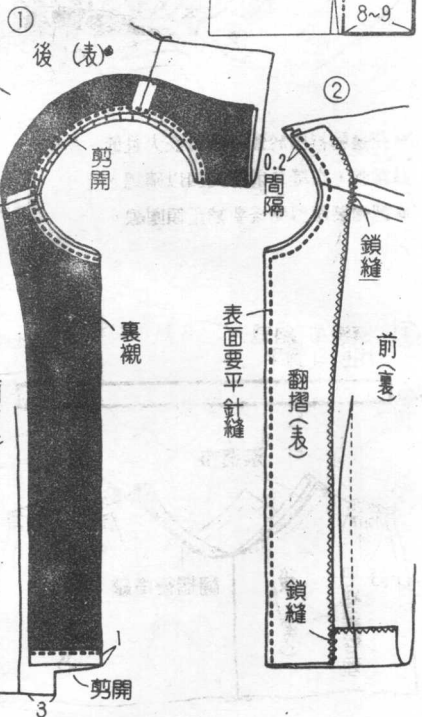 8~9
①
後 (表)
剪開
裏襯
1
剪開
3
②
0.2
間隔
鎖縫
表面要平針縫
翻摺(表)
前(裏)
鎖縫